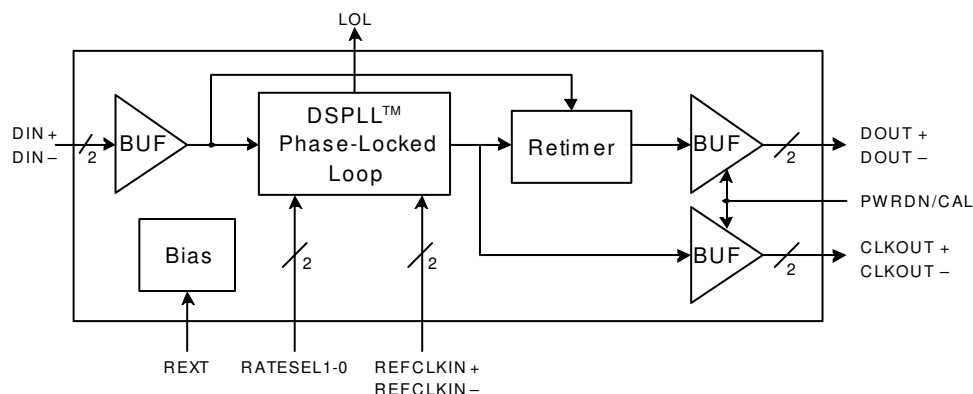 LOL
DIN+
DIN–
2
BUF
DSPLL™
Phase-Locked
Loop
Retimer
BUF
2
DOUT+
DOUT–
PWRDN/CAL
Bias
2
2
BUF
2
CLKOUT+
CLKOUT–
REXT
RATESEL1-0
REFCLKIN+
REFCLKIN–